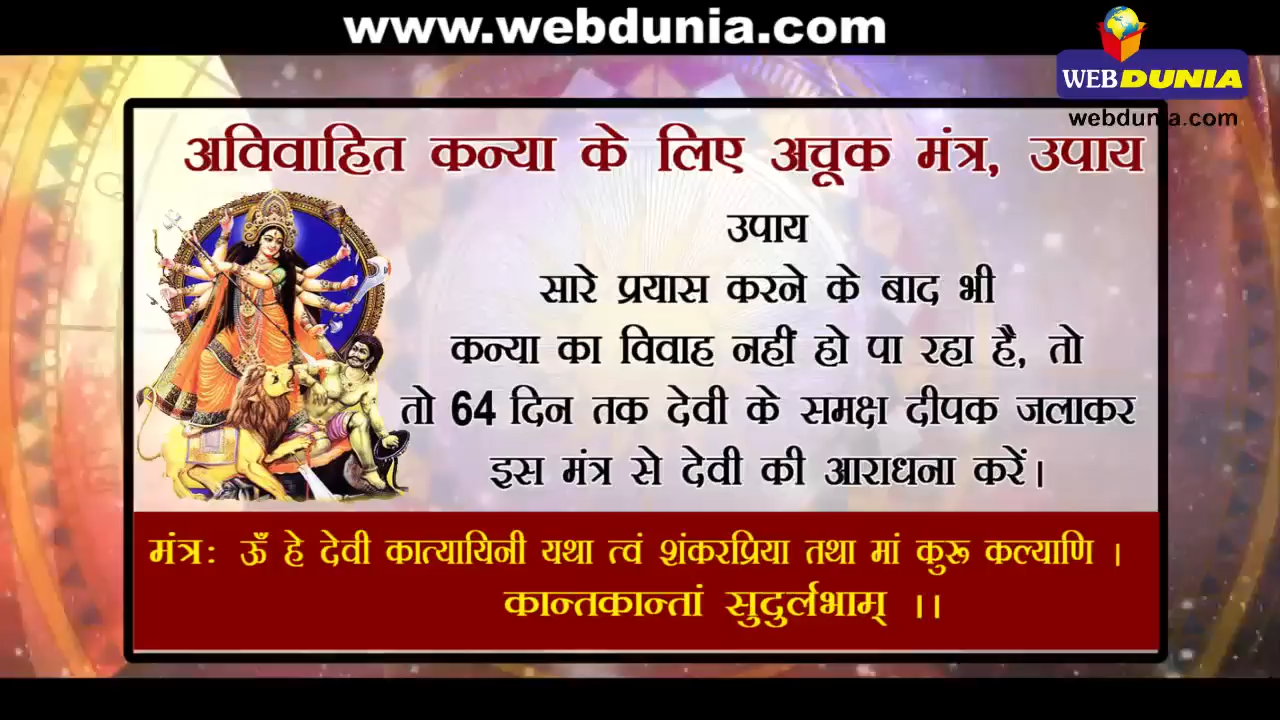 www.webdunia.com
WEBDUNIA
webdunia.com
अविवाहित कन्या के लिए अचूक मंत्र, उपाय
उपाय
सारे प्रयास करने के बाद भी
कन्या का विवाह नहीं हो पा रहा है, तो
तो 64 दिन तक देवी के समक्ष दीपक जलाकर
इस मंत्र से देवी की आराधना करें।
मंत्रः ऊँ हे देवी कात्यायिनी यथा त्वं शंकरप्रिया तथा मां कुरू कल्याणि ।
कान्तकान्तां सुदुर्लभाम् ।।